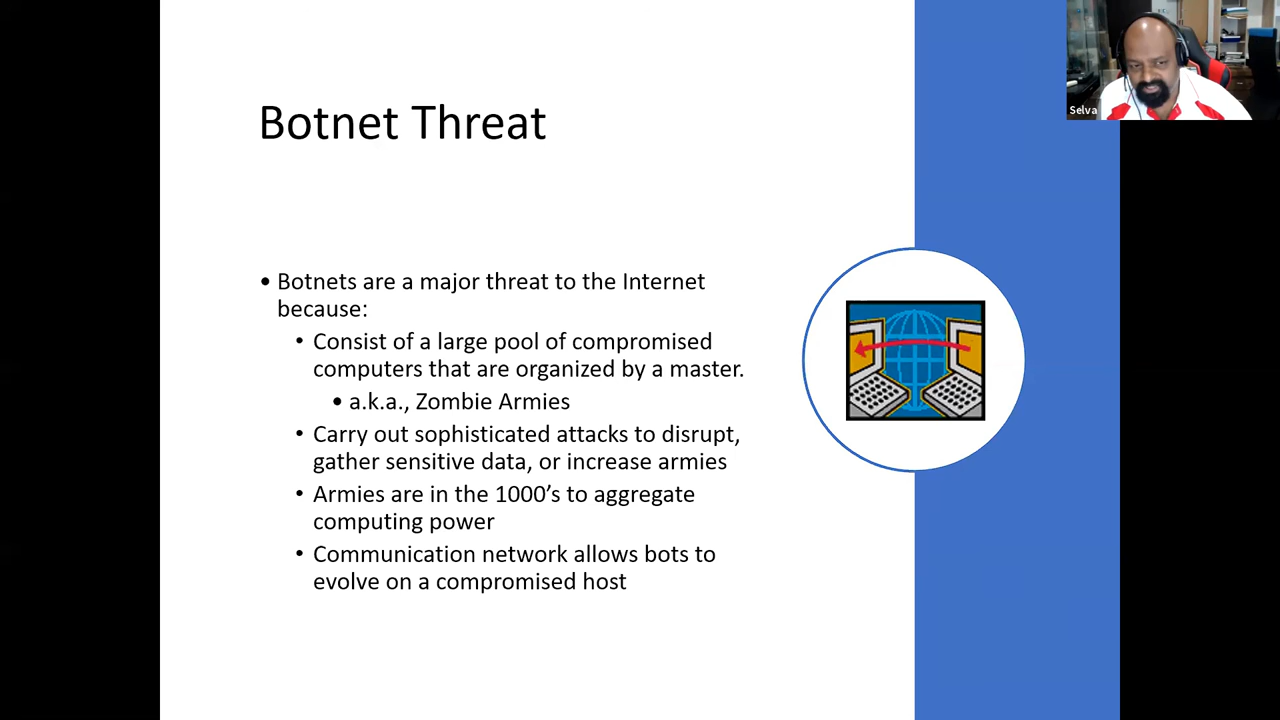 Botnet Threat
Selva
• Botnets are a major threat to the Internet
because:
• Consist of a large pool of compromised
computers that are organized by a master.
• a.k.a., Zombie Armies
• Carry out sophisticated attacks to disrupt,
gather sensitive data, or increase armies
• Armies are in the 1000’s to aggregate
computing power
• Communication network allows bots to
evolve on a compromised host